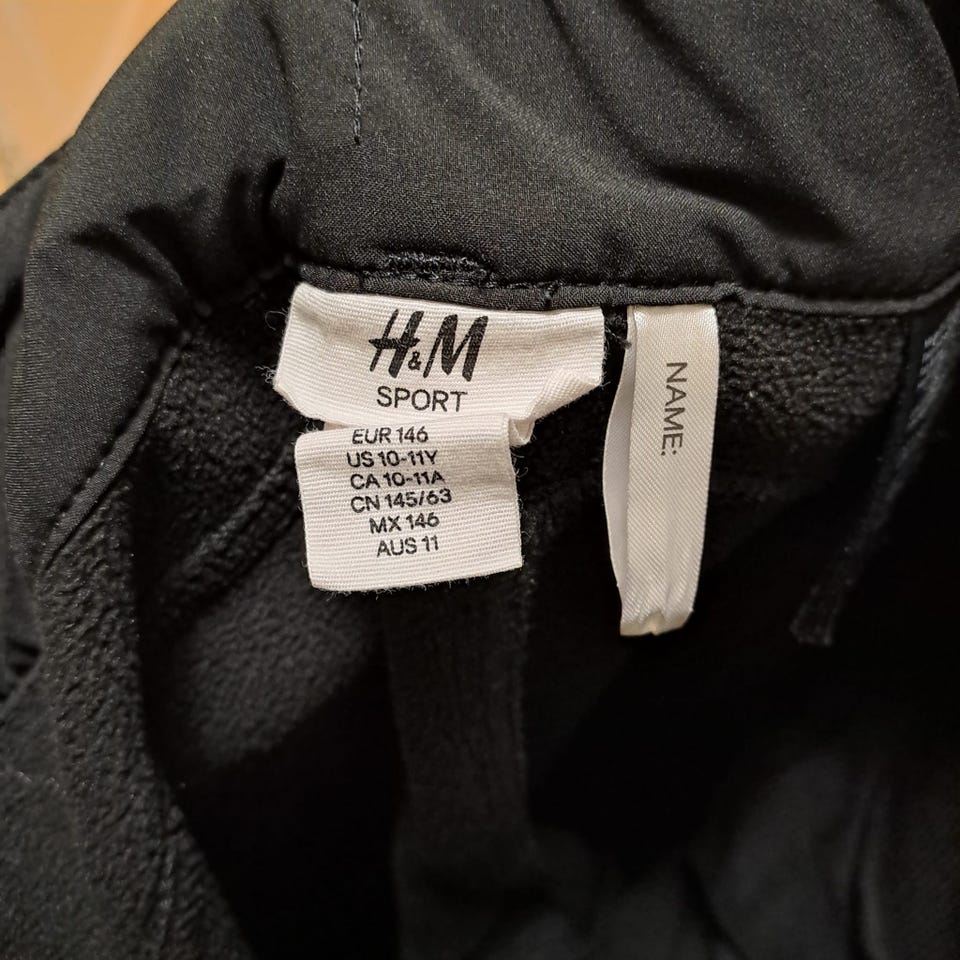 H&M
SPORT
EUR 146
US 10-11Y
CA 10-11A
CN 145/63
MX 146
AUS 11
NAME: